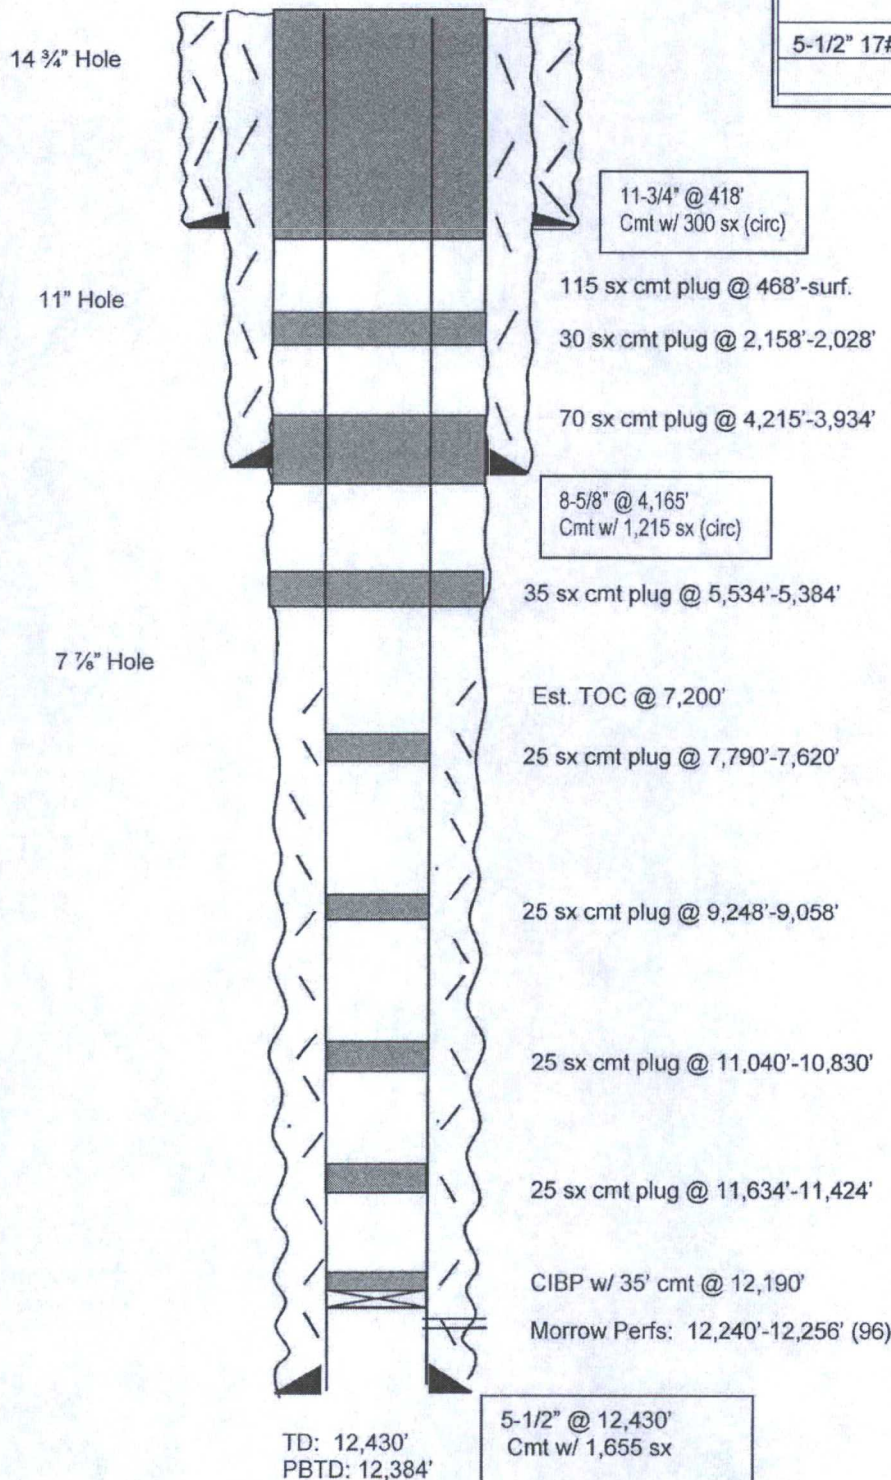 5-1/2" 17#
14 ¾" Hole
11-3/4" @ 418'
Cmt w/ 300 sx (circ)
115 sx cmt plug @ 468'-surf.
11" Hole
30 sx cmt plug @ 2,158'-2,028'
70 sx cmt plug @ 4,215'-3,934'
8-5/8" @ 4,165'
Cmt w/ 1,215 sx (circ)
35 sx cmt plug @ 5,534'-5,384'
7 ⅞" Hole
Est. TOC @ 7,200'
25 sx cmt plug @ 7,790'-7,620'
25 sx cmt plug @ 9,248'-9,058'
25 sx cmt plug @ 11,040'-10,830'
25 sx cmt plug @ 11,634'-11,424'
CIBP w/ 35' cmt @ 12,190'
Morrow Perfs: 12,240'-12,256' (96)
5-1/2" @ 12,430'
Cmt w/ 1,655 sx
TD: 12,430'
PBTD: 12,384'